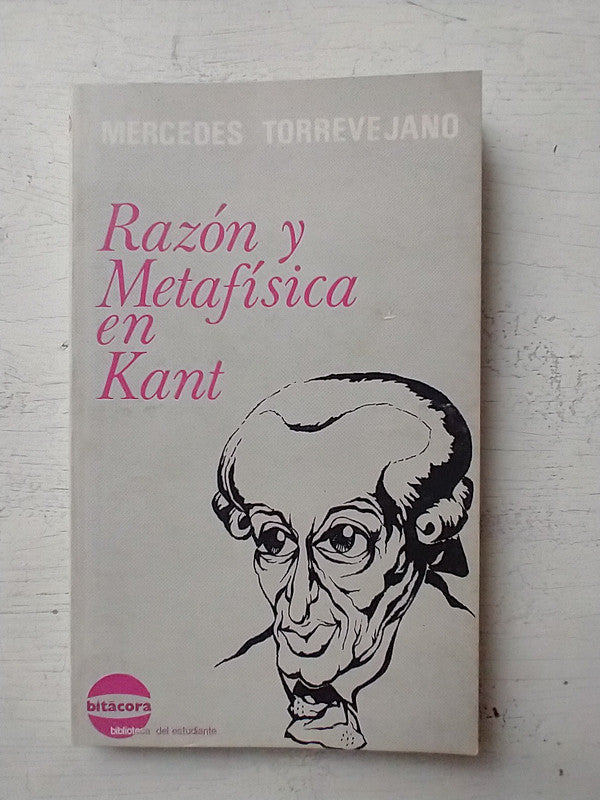 MERCEDES TORREVEJANO
Razón y
Metafísica
en
Kant
bitácora
biblioteca del estudiante